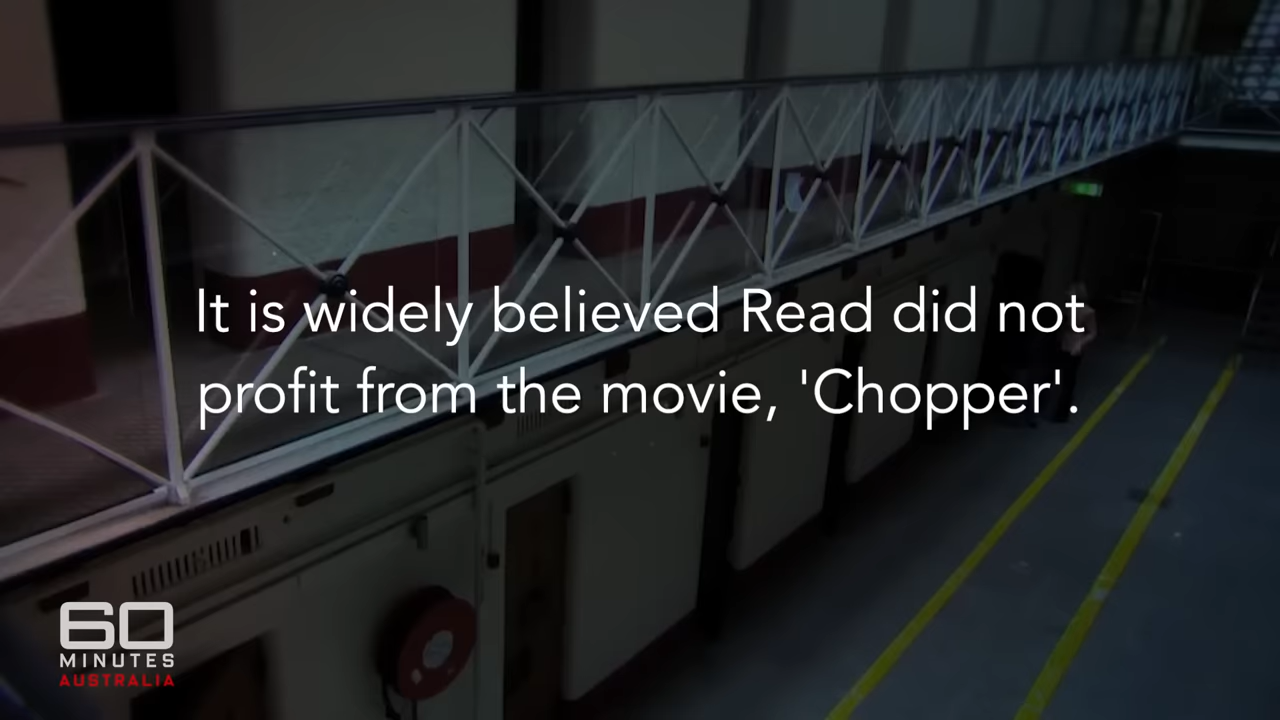 It is widely believed Read did not
profit from the movie, 'Chopper'.
60
MINUTES
AUSTRALIA